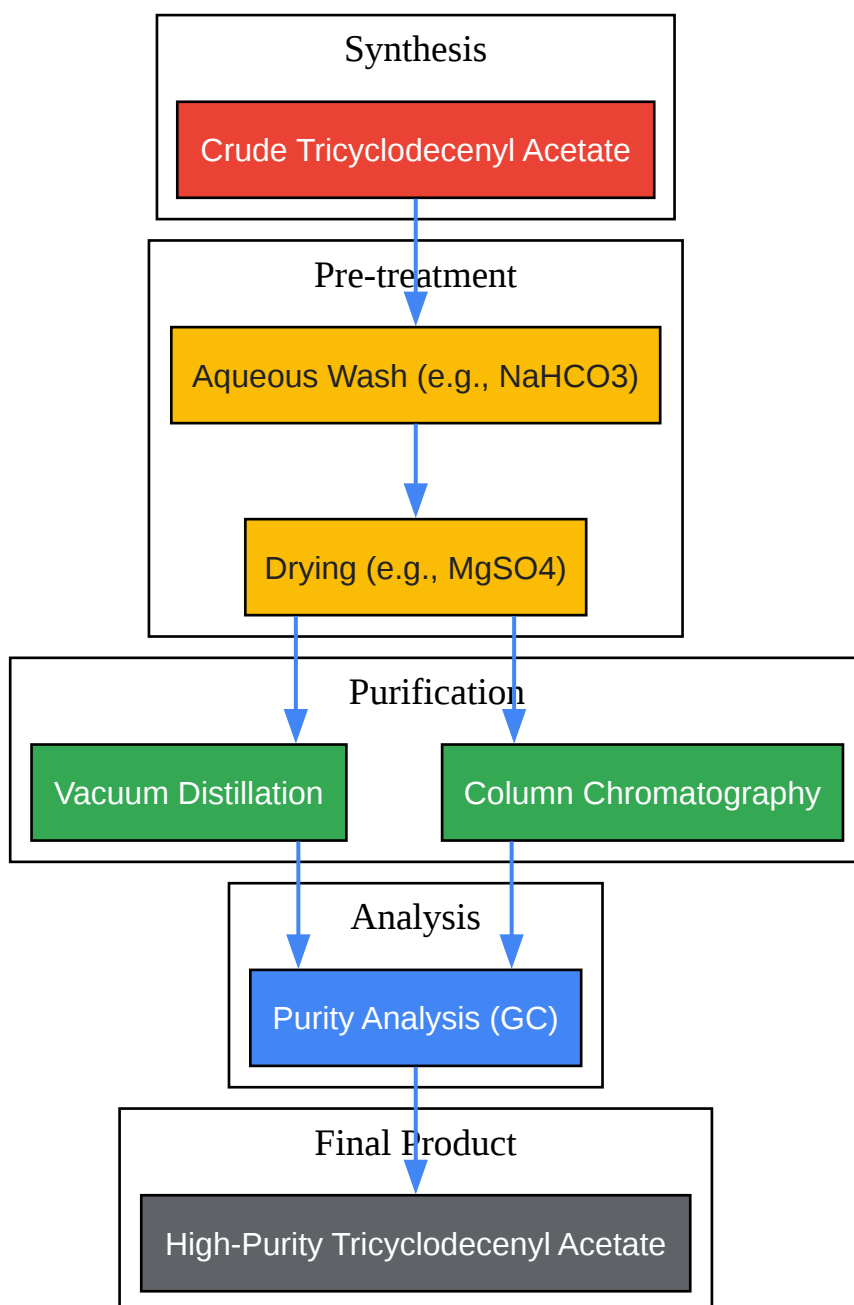 Synthesis
Crude Tricyclodecenyl Acetate
Pre-treatment
Aqueous Wash (e.g., NaHCO3)
Drying (e.g., MgSO4)
Purification
Vacuum Distillation
Column Chromatography
Analysis
Purity Analysis (GC)
Final Product
High-Purity Tricyclodecenyl Acetate